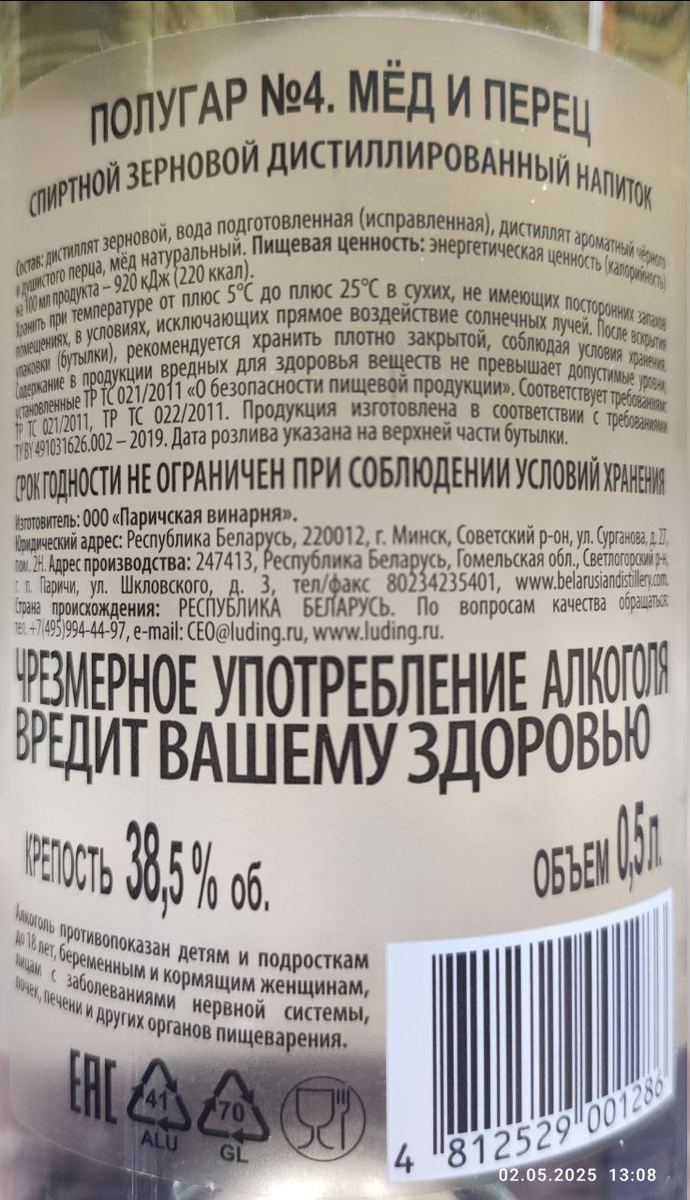 ПОЛУГАР №4. МЁД И ПЕРЕЦ
СПИРТНОЙ ЗЕРНОВОЙ ДИСТИЛЛИРОВАННЫЙ НАПИТОК
Состав: дистиллят зерновой, вода подготовленная (исправленная), дистиллят ароматный чёрного
и душистого перца, мёд натуральный. Пищевая ценность: энергетическая ценность (калорийность)
на 100 мл продукта – 920 кДж (220 ккал).
Хранить при температуре от плюс 5°С до плюс 25°С в сухих, не имеющих посторонних запахов
помещениях, в условиях, исключающих прямое воздействие солнечных лучей. После вскрытия
упаковки (бутылки), рекомендуется хранить плотно закрытой, соблюдая условия хранения.
Содержание в продукции вредных для здоровья веществ не превышает допустимые уровни,
установленные ТР ТС 021/2011 «О безопасности пищевой продукции». Соответствует требованиям:
ТР ТС 021/2011, ТР ТС 022/2011. Продукция изготовлена в соответствии с требованиями
ТУ BY 491031626.002 – 2019. Дата розлива указана на верхней части бутылки.
СРОК ГОДНОСТИ НЕ ОГРАНИЧЕН ПРИ СОБЛЮДЕНИИ УСЛОВИЙ ХРАНЕНИЯ
Изготовитель: ООО «Паричская винарня».
Юридический адрес: Республика Беларусь, 220012, г. Минск, Советский р-он, ул. Сурганова, д. 27,
пом. 2Н. Адрес производства: 247413, Республика Беларусь, Гомельская обл., Светлогорский р-н,
г. п. Паричи, ул. Шкловского, д. 3, тел/факс 80234235401, www.belarusiandistillery.com.
Страна происхождения: РЕСПУБЛИКА БЕЛАРУСЬ. По вопросам качества обращаться:
тел. +7(495)994-44-97, e-mail: CEO@luding.ru, www.luding.ru.
ЧРЕЗМЕРНОЕ УПОТРЕБЛЕНИЕ АЛКОГОЛЯ
ВРЕДИТ ВАШЕМУ ЗДОРОВЬЮ
КРЕПОСТЬ 38,5 % об.
ОБЪЕМ 0,5 л.
Алкоголь противопоказан детям и подросткам
до 18 лет, беременным и кормящим женщинам,
лицам с заболеваниями нервной системы,
почек, печени и других органов пищеварения.
ЕАС
41
ALU
70
GL
4 812529 001286
02.05.2025 13:08